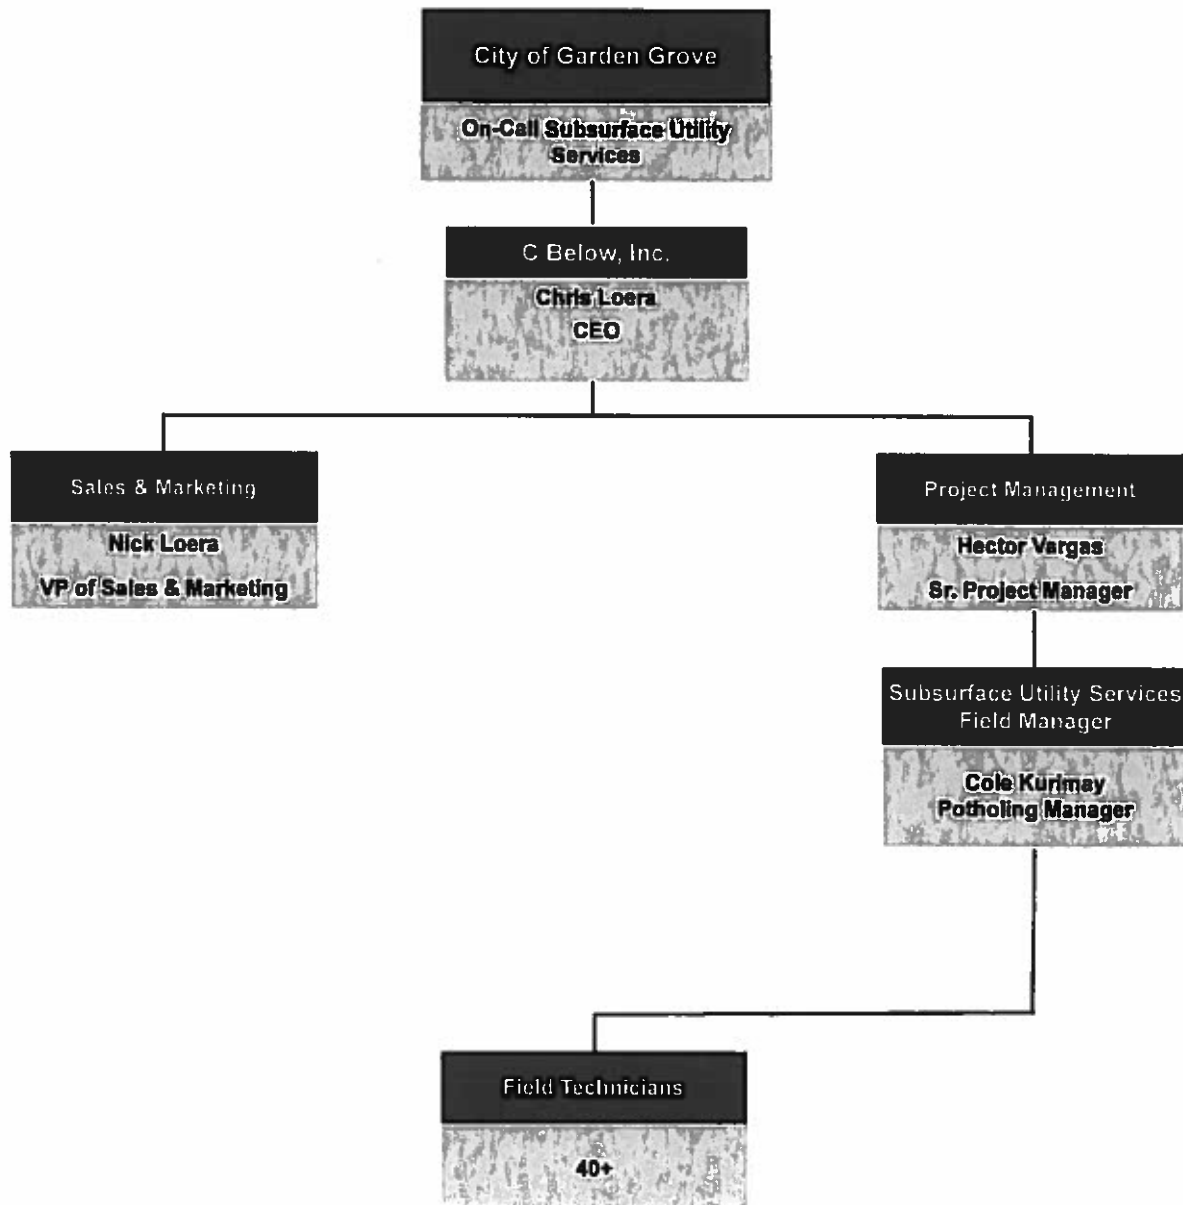 City of Garden Grove
On-Call Subsurface Utility
Services
C Below, Inc.
Chris Loera
CEO
Sales & Marketing
Nick Loera
VP of Sales & Marketing
Project Management
Hector Vargas
Sr. Project Manager
Subsurface Utility Services
Field Manager
Cole Kurimay
Potholing Manager
Field Technicians
40+